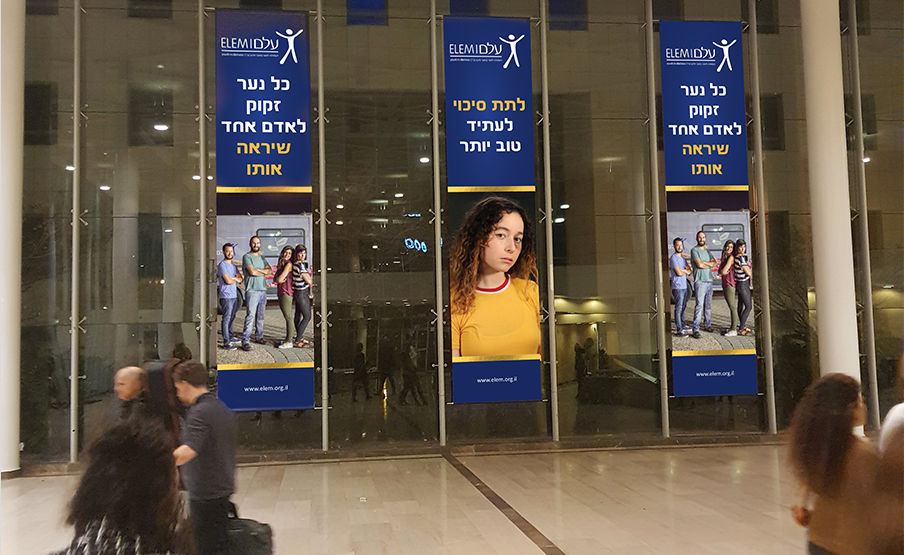 ELEM|עלם
כל נער
זקוק
לאדם אחד
שיראה
אותו
www.elem.org.il
ELEM|עלם
לתת סיכוי
לעתיד
טוב יותר
www.elem.org.il
ELEM|עלם
כל נער
זקוק
לאדם אחד
שיראה
אותו
www.elem.org.il